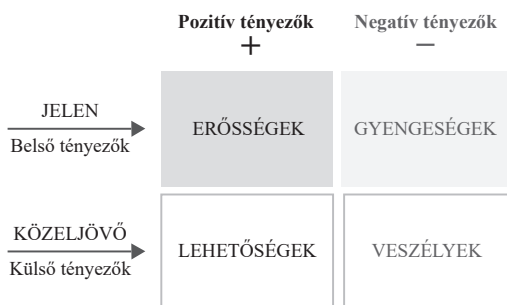 Pozitív tényezők Negatív tényezők
+ –
JELEN
Belső tényezők
ERŐSSÉGEK GYENGESÉGEK
KÖZELJÖVŐ
Külső tényezők
LEHETŐSÉGEK VESZÉLYEK